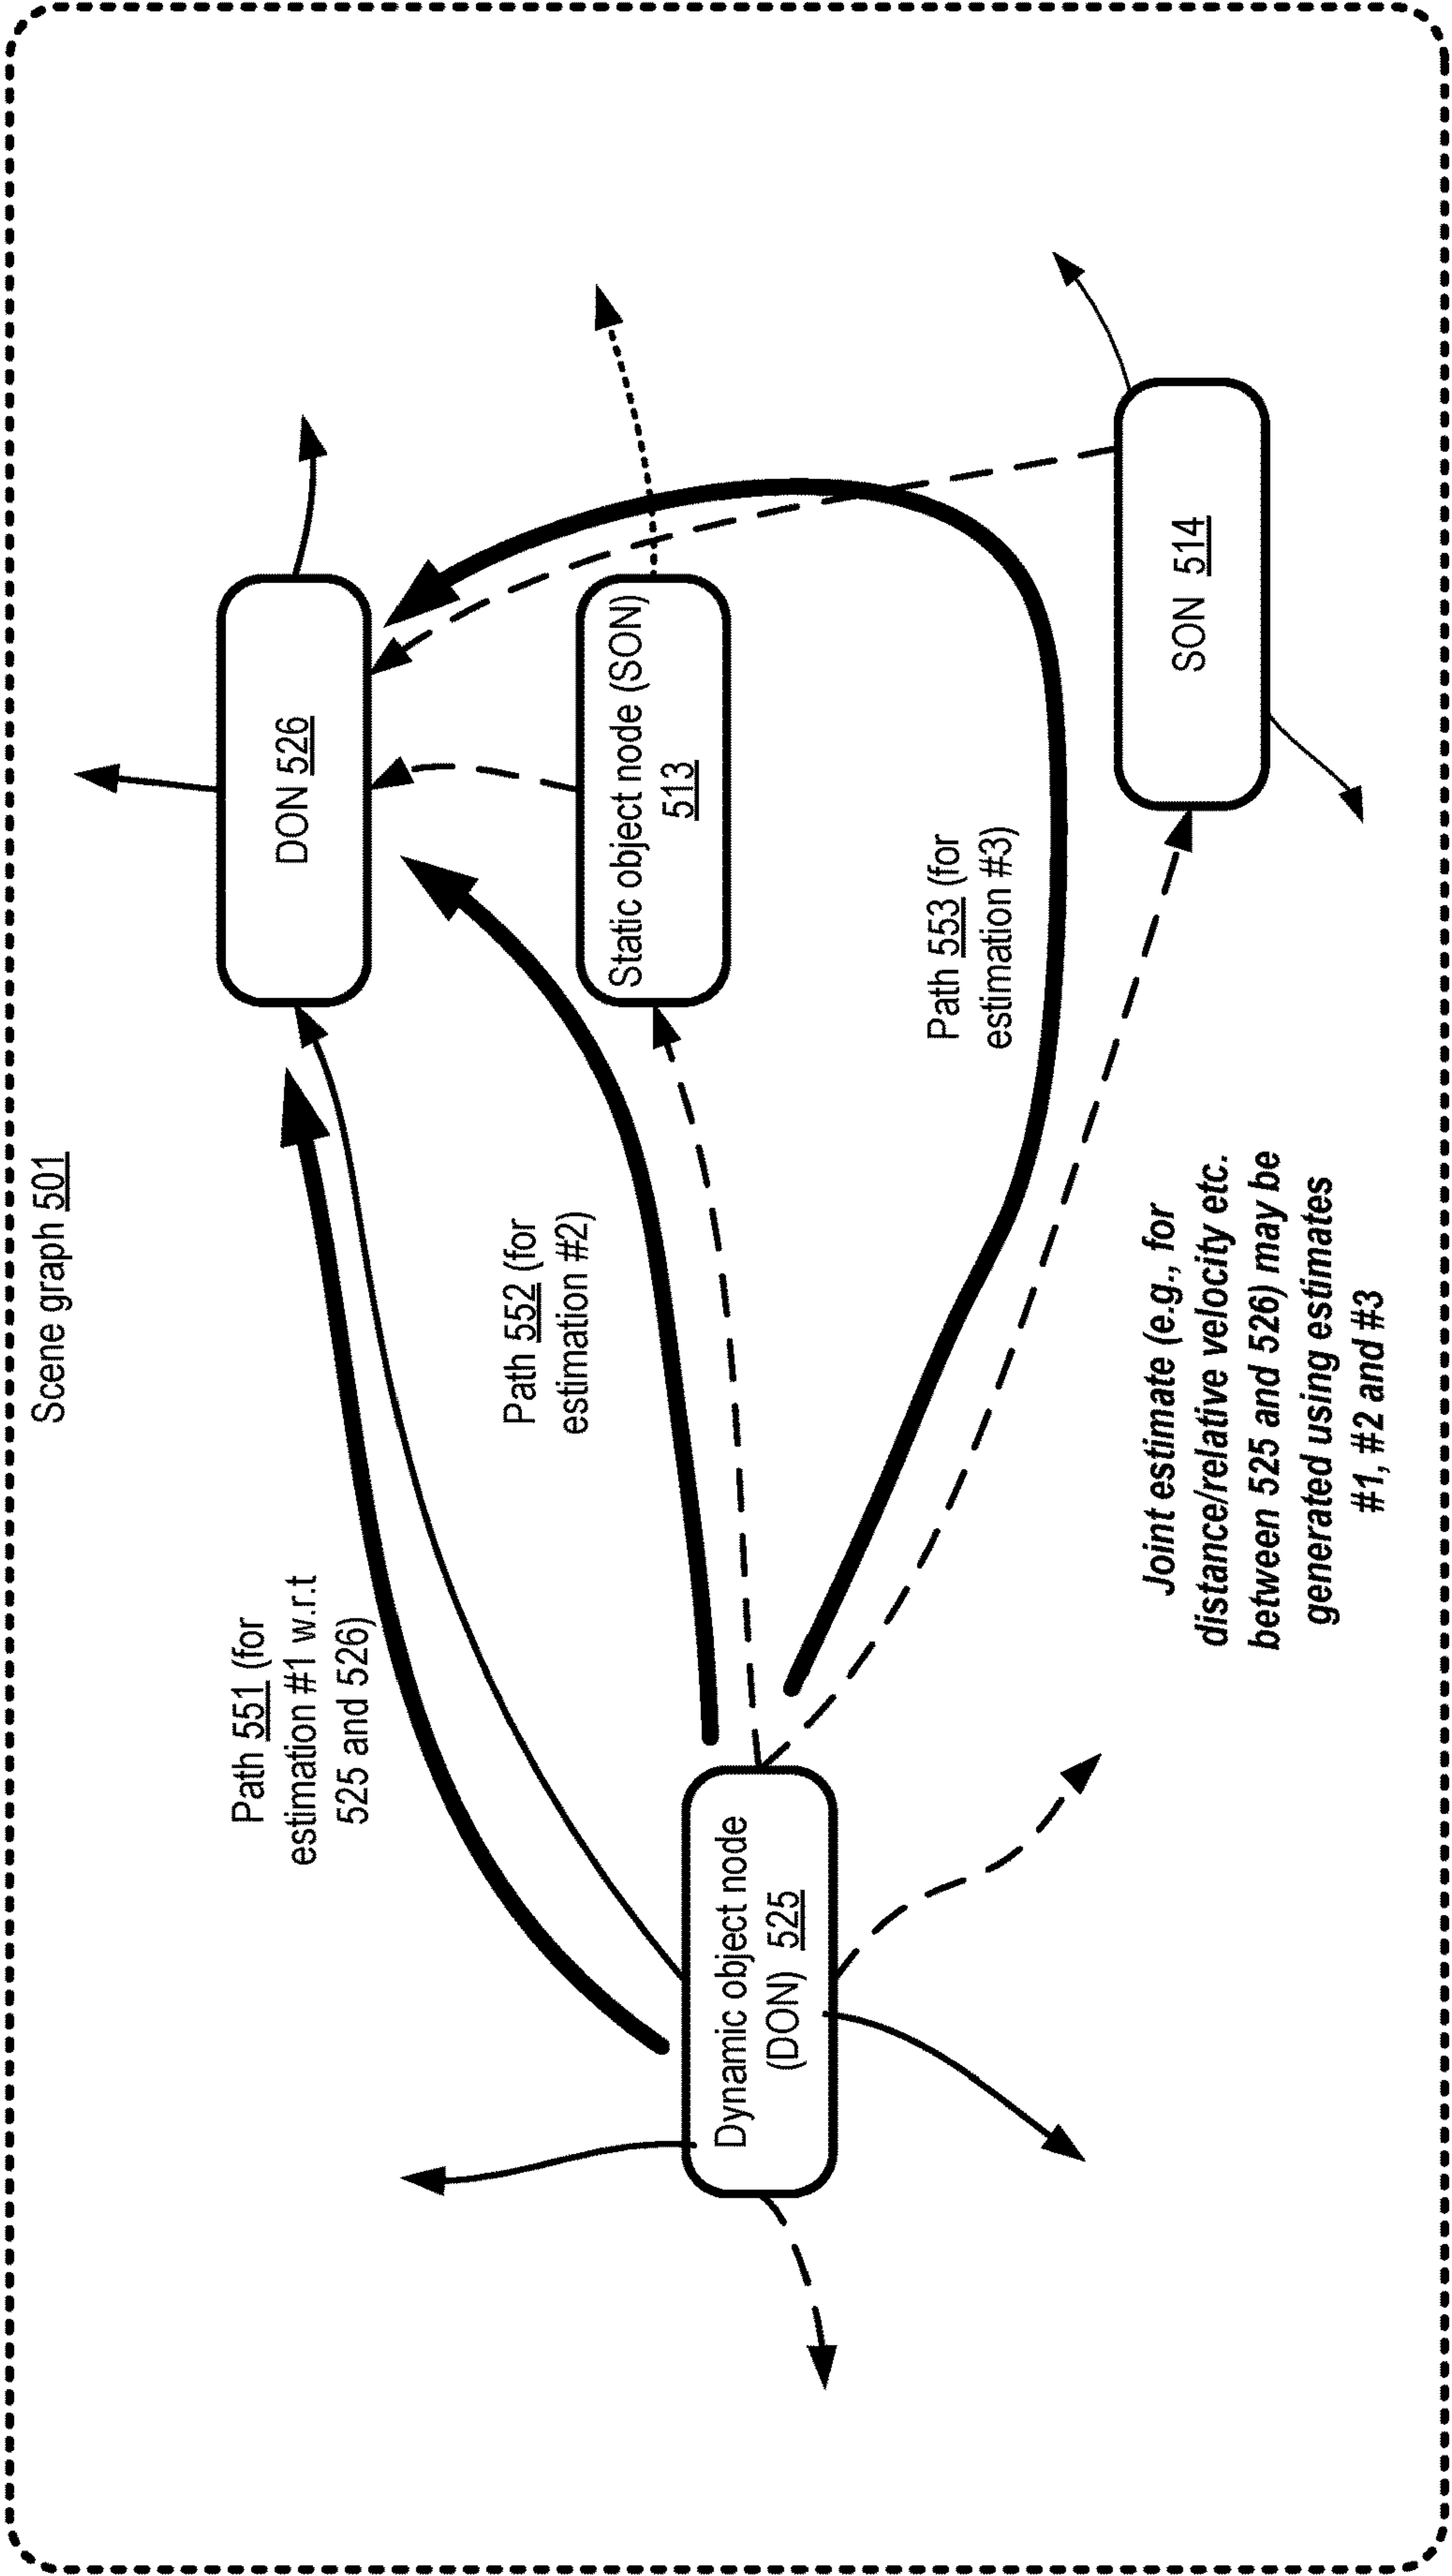 Scene graph 501
Path 551 (for
estimation #1 w.r.t
525 and 526)
DON 526
Path 552 (for
estimation #2)
Static object node (SON)
513
Dynamic object node
(DON) 525
Path 553 (for
estimation #3)
SON 514
Joint estimate (e.g., for
distance/relative velocity etc.
between 525 and 526) may be
generated using estimates
#1, #2 and #3